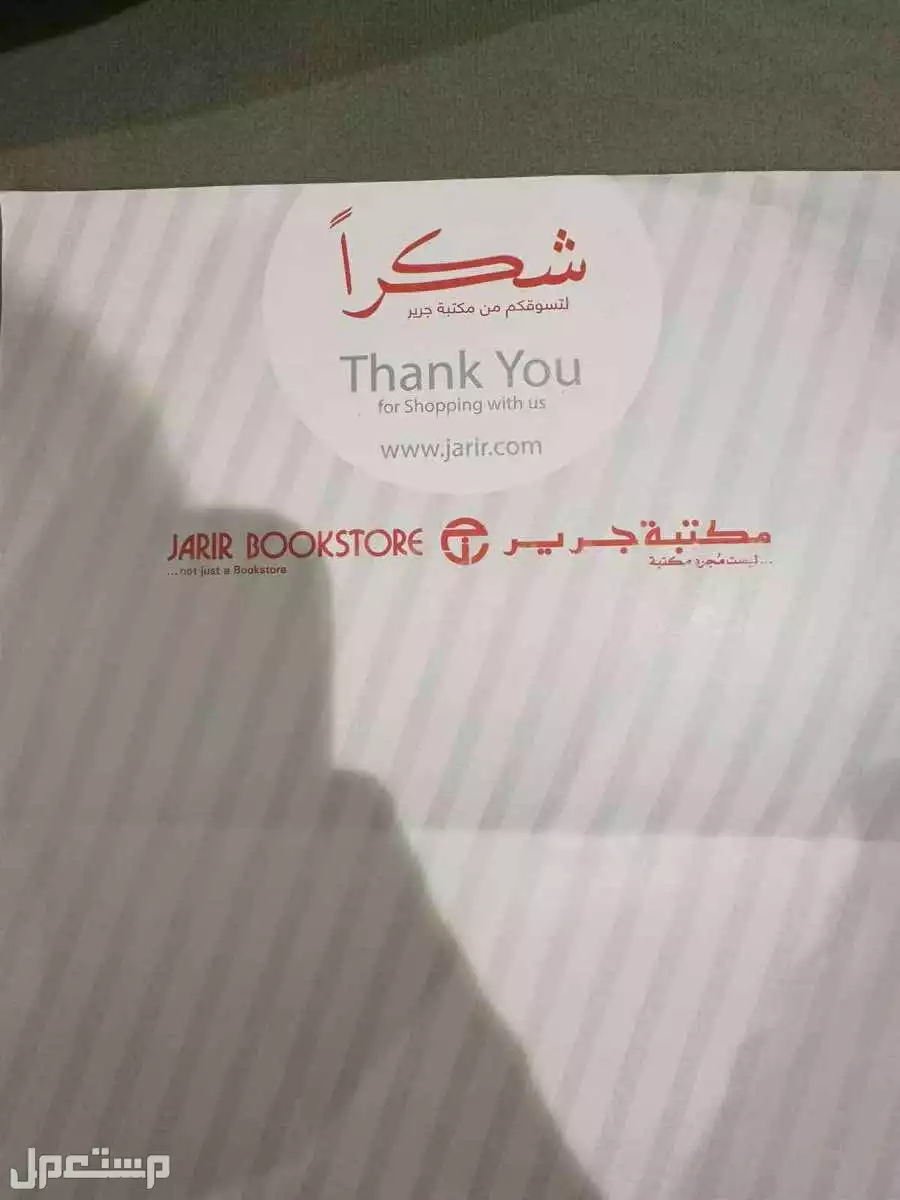 شكراً
لتسوقكم من مكتبة جرير
Thank You
for Shopping with us
www.jarir.com
JARIR BOOKSTORE مكتبة جرير
...not just a Bookstore ...ليست مُجرد مكتبة
مستعمل